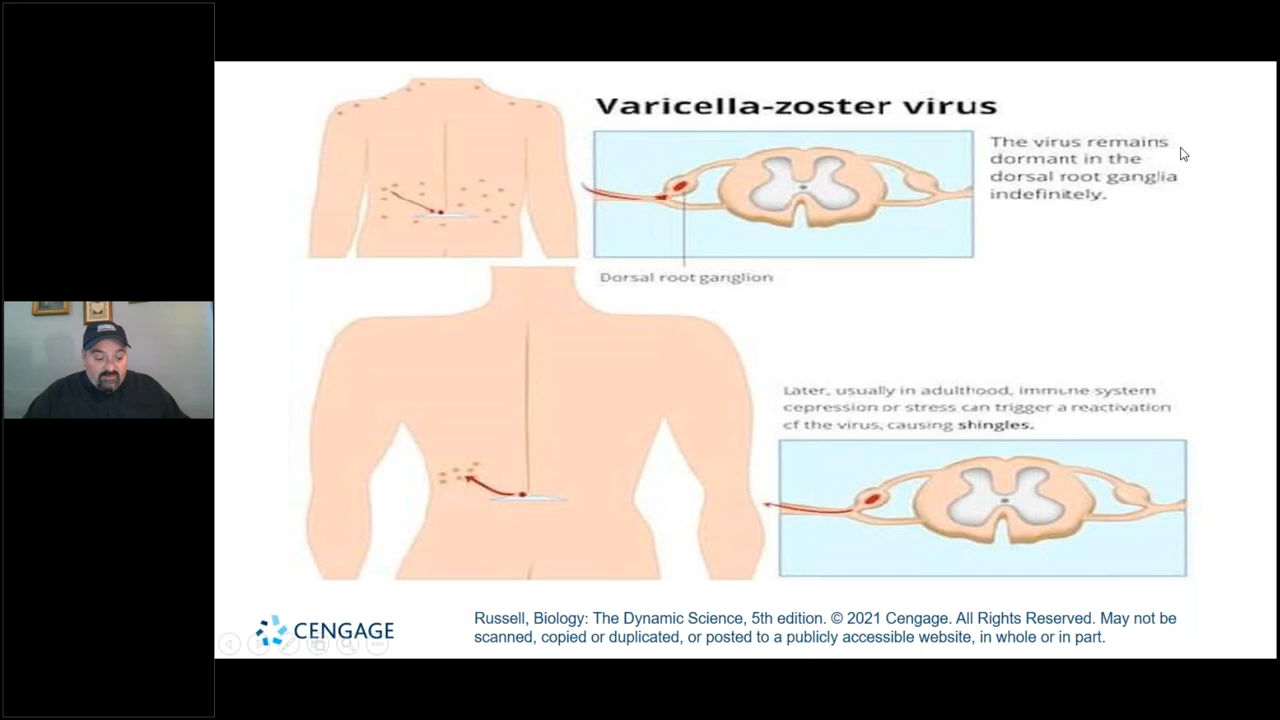 Varicella-zoster virus
The virus remains
dormant in the
dorsal root ganglia
indefinitely.
Dorsal root ganglion
Later, usually in adulthood, immune system
cepression or stress can trigger a reactivation
cf the virus, causing shingles.
CENGAGE
Russell, Biology: The Dynamic Science, 5th edition. © 2021 Cengage. All Rights Reserved. May not be
scanned, copied or duplicated, or posted to a publicly accessible website, in whole or in part.